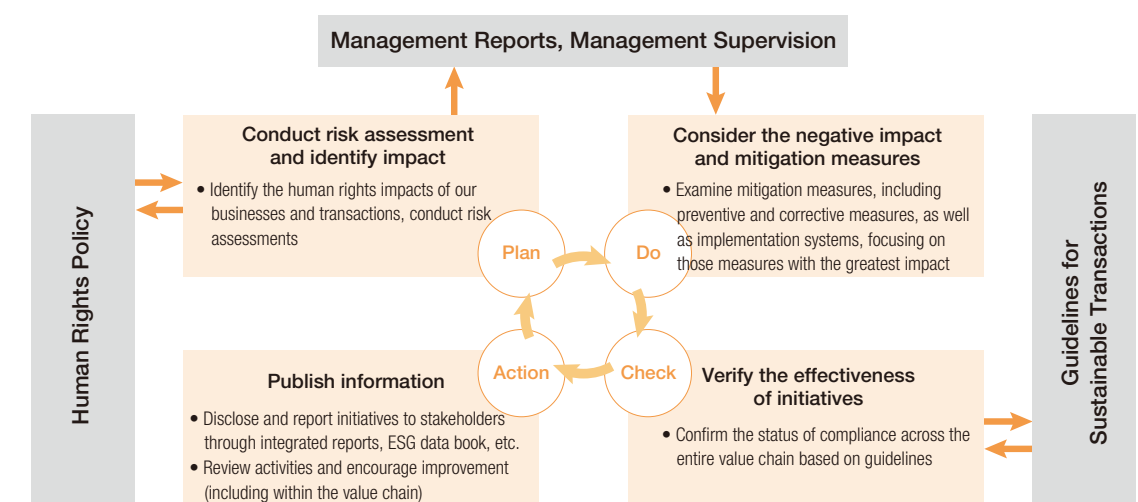 Management Reports, Management Supervision
Human Rights Policy
Conduct risk assessment
and identify impact
• Identify the human rights impacts of our
businesses and transactions, conduct risk
assessments
Consider the negative impact
and mitigation measures
• Examine mitigation measures, including
preventive and corrective measures, as well
as implementation systems, focusing on
those measures with the greatest impact
Plan
Do
Action
Check
Publish information
• Disclose and report initiatives to stakeholders
through integrated reports, ESG data book, etc.
• Review activities and encourage improvement
(including within the value chain)
Verify the effectiveness
of initiatives
• Confirm the status of compliance across the
entire value chain based on guidelines
Guidelines for
Sustainable Transactions